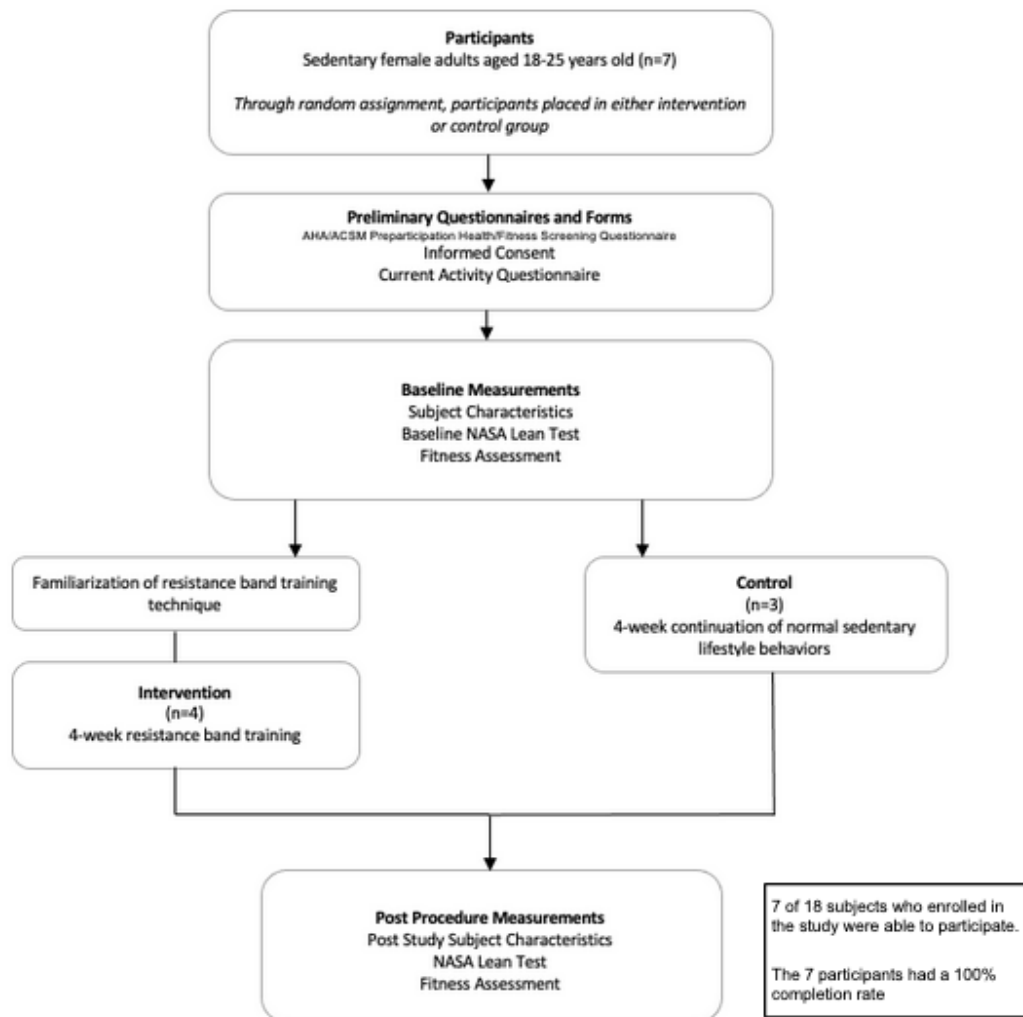 Participants
Sedentary female adults aged 18-25 years old (n=7)
Through random assignment, participants placed in either intervention
or control group
Preliminary Questionnaires and Forms
AHA/ACSM Preparticipation Health/Fitness Screening Questionnaire
Informed Consent
Current Activity Questionnaire
Baseline Measurements
Subject Characteristics
Baseline NASA Lean Test
Fitness Assessment
Familiarization of resistance band training
technique
Control
(n=3)
4-week continuation of normal sedentary
lifestyle behaviors
Intervention
(n=4)
4-week resistance band training
Post Procedure Measurements
Post Study Subject Characteristics
NASA Lean Test
Fitness Assessment
7 of 18 subjects who enrolled in
the study were able to participate.
The 7 participants had a 100%
completion rate